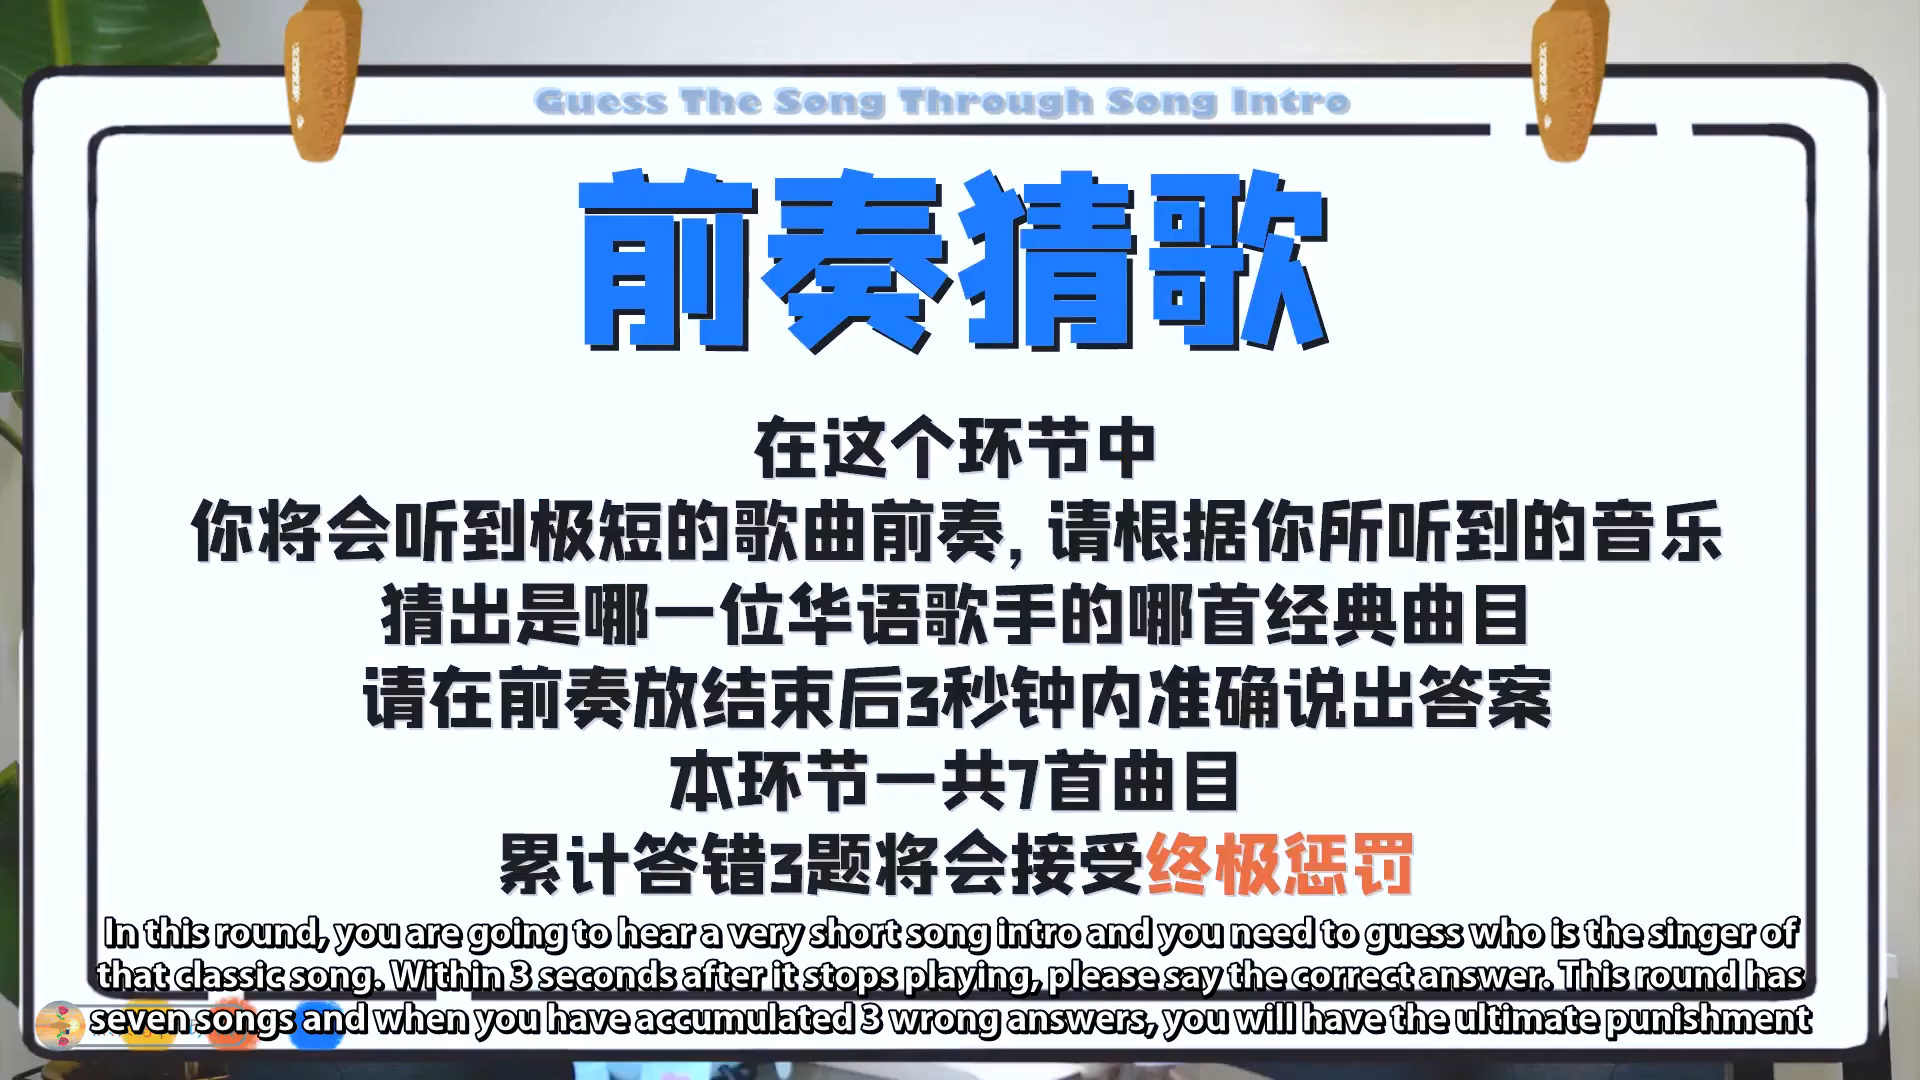 Guess The Song Through Song Intro
前奏猜歌
在这个环节中
你将会听到极短的歌曲前奏, 请根据你所听到的音乐
猜出是哪一位华语歌手的哪首经典曲目
请在前奏放结束后3秒钟内准确说出答案
本环节一共7首曲目
累计答错3题将会接受终极惩罚
In this round, you are going to hear a very short song intro and you need to guess who is the singer of
that classic song. Within 3 seconds after it stops playing, please say the correct answer. This round has
seven songs and when you have accumulated 3 wrong answers, you will have the ultimate punishment